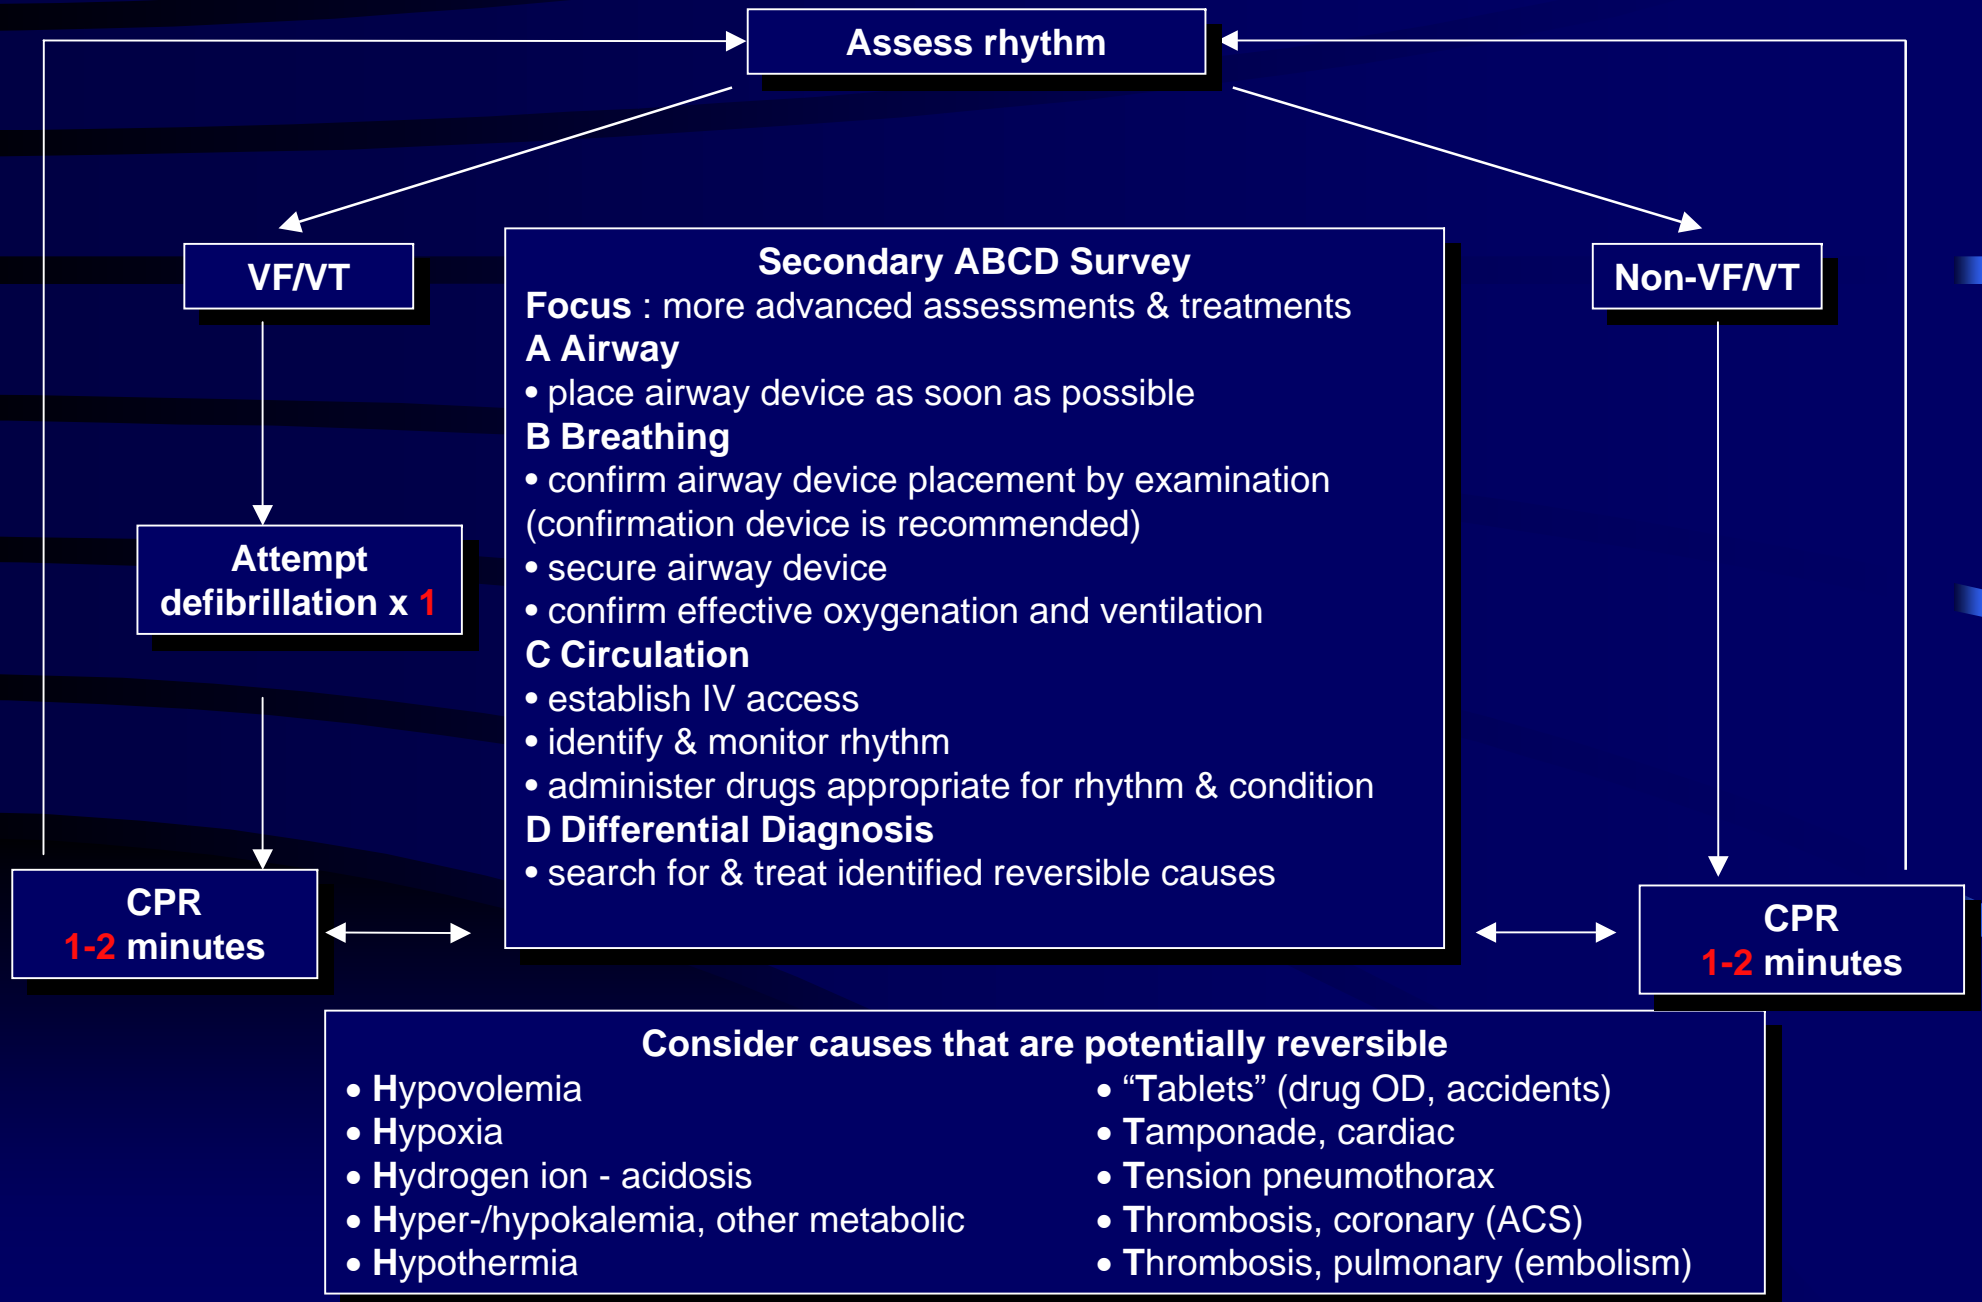 Assess rhythm
VF/VT
Non-VF/VT
Attempt
defibrillation x 1
Secondary ABCD Survey
Focus : more advanced assessments & treatments
A Airway
• place airway device as soon as possible
B Breathing
• confirm airway device placement by examination
(confirmation device is recommended)
• secure airway device
• confirm effective oxygenation and ventilation
C Circulation
• establish IV access
• identify & monitor rhythm
• administer drugs appropriate for rhythm & condition
D Differential Diagnosis
• search for & treat identified reversible causes
CPR
1-2 minutes
CPR
1-2 minutes
Consider causes that are potentially reversible
• Hypovolemia
• Hypoxia
• Hydrogen ion - acidosis
• Hyper-/hypokalemia, other metabolic
• Hypothermia
• “Tablets” (drug OD, accidents)
• Tamponade, cardiac
• Tension pneumothorax
• Thrombosis, coronary (ACS)
• Thrombosis, pulmonary (embolism)